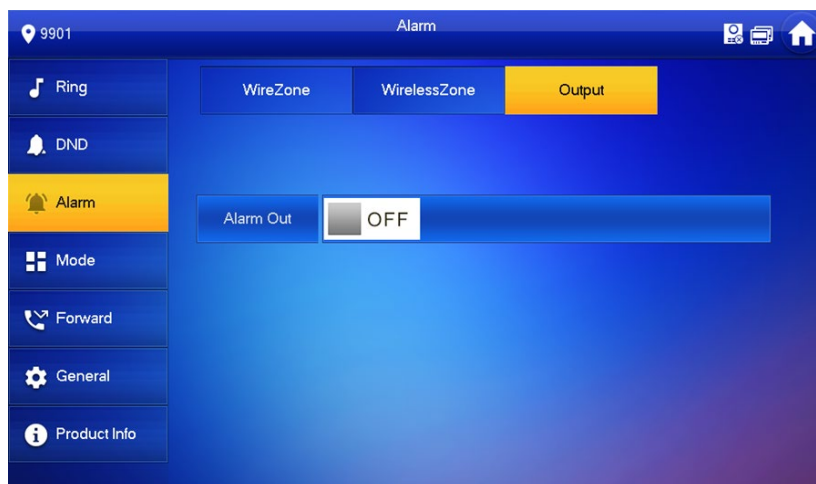 9901
Alarm
Ring
DND
Alarm
Mode
Forward
General
Product Info
WireZone
WirelessZone
Output
Alarm Out
OFF